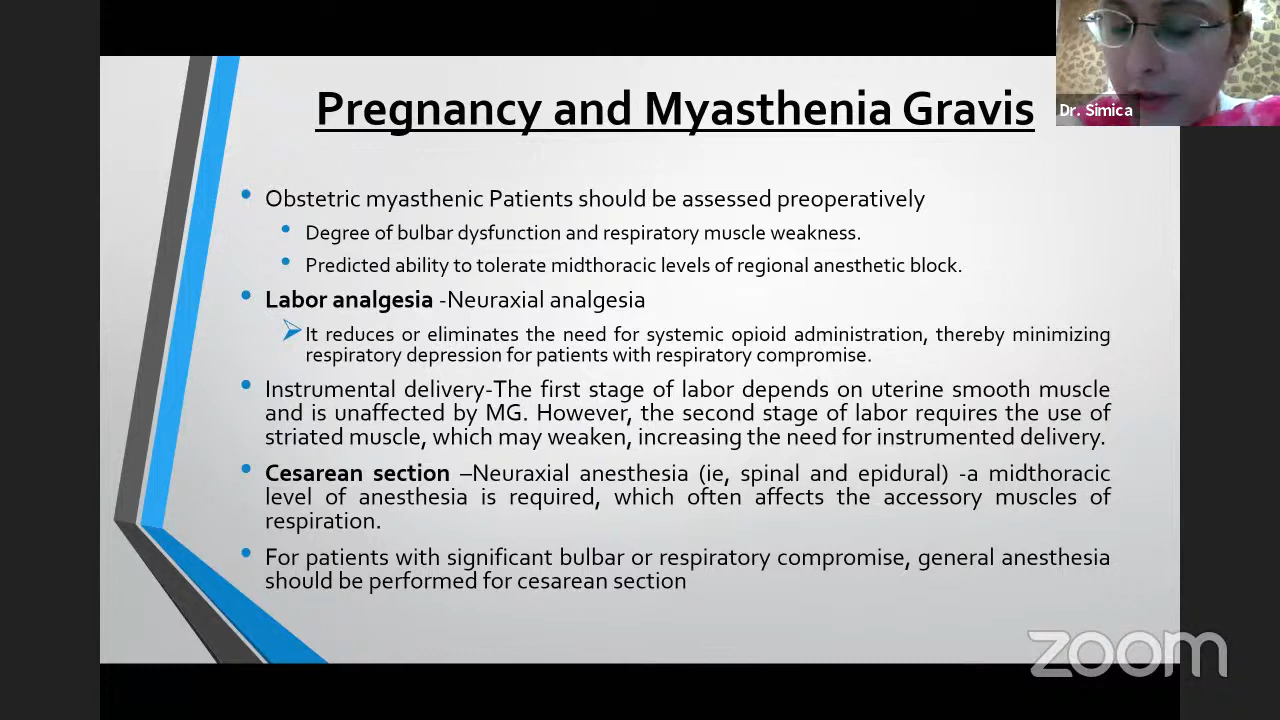 Pregnancy and Myasthenia Gravis
Dr. Simica
Obstetric myasthenic Patients should be assessed preoperatively
Degree of bulbar dysfunction and respiratory muscle weakness.
Predicted ability to tolerate midthoracic levels of regional anesthetic block.
Labor analgesia -Neuraxial analgesia
It reduces or eliminates the need for systemic opioid administration, thereby minimizing
respiratory depression for patients with respiratory compromise.
Instrumental delivery-The first stage of labor depends on uterine smooth muscle
and is unaffected by MG. However, the second stage of labor requires the use of
striated muscle, which may weaken, increasing the need for instrumented delivery.
Cesarean section –Neuraxial anesthesia (ie, spinal and epidural) -a midthoracic
level of anesthesia is required, which often affects the accessory muscles of
respiration.
For patients with significant bulbar or respiratory compromise, general anesthesia
should be performed for cesarean section
zoom